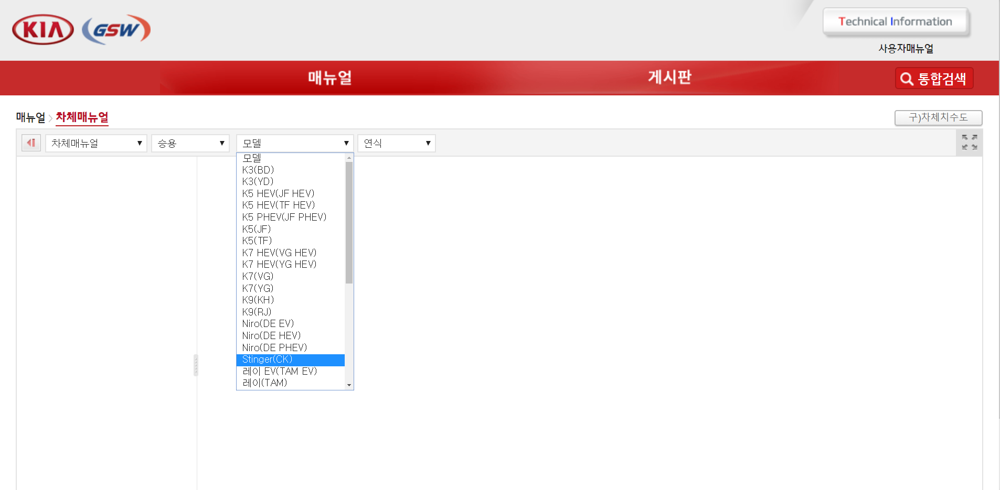 KIA GSW
Technical Information
사용자매뉴얼
매뉴얼 게시판 통합검색
매뉴얼 > 차체매뉴얼
구)차체치수도
차체매뉴얼 승용 모델 연식
모델
K3(BD)
K3(YD)
K5 HEV(JF HEV)
K5 HEV(TF HEV)
K5 PHEV(JF PHEV)
K5(JF)
K5(TF)
K7 HEV(VG HEV)
K7 HEV(YG HEV)
K7(VG)
K7(YG)
K9(KH)
K9(RJ)
Niro(DE EV)
Niro(DE HEV)
Niro(DE PHEV)
Stinger(CK)
레이 EV(TAM EV)
레이(TAM)